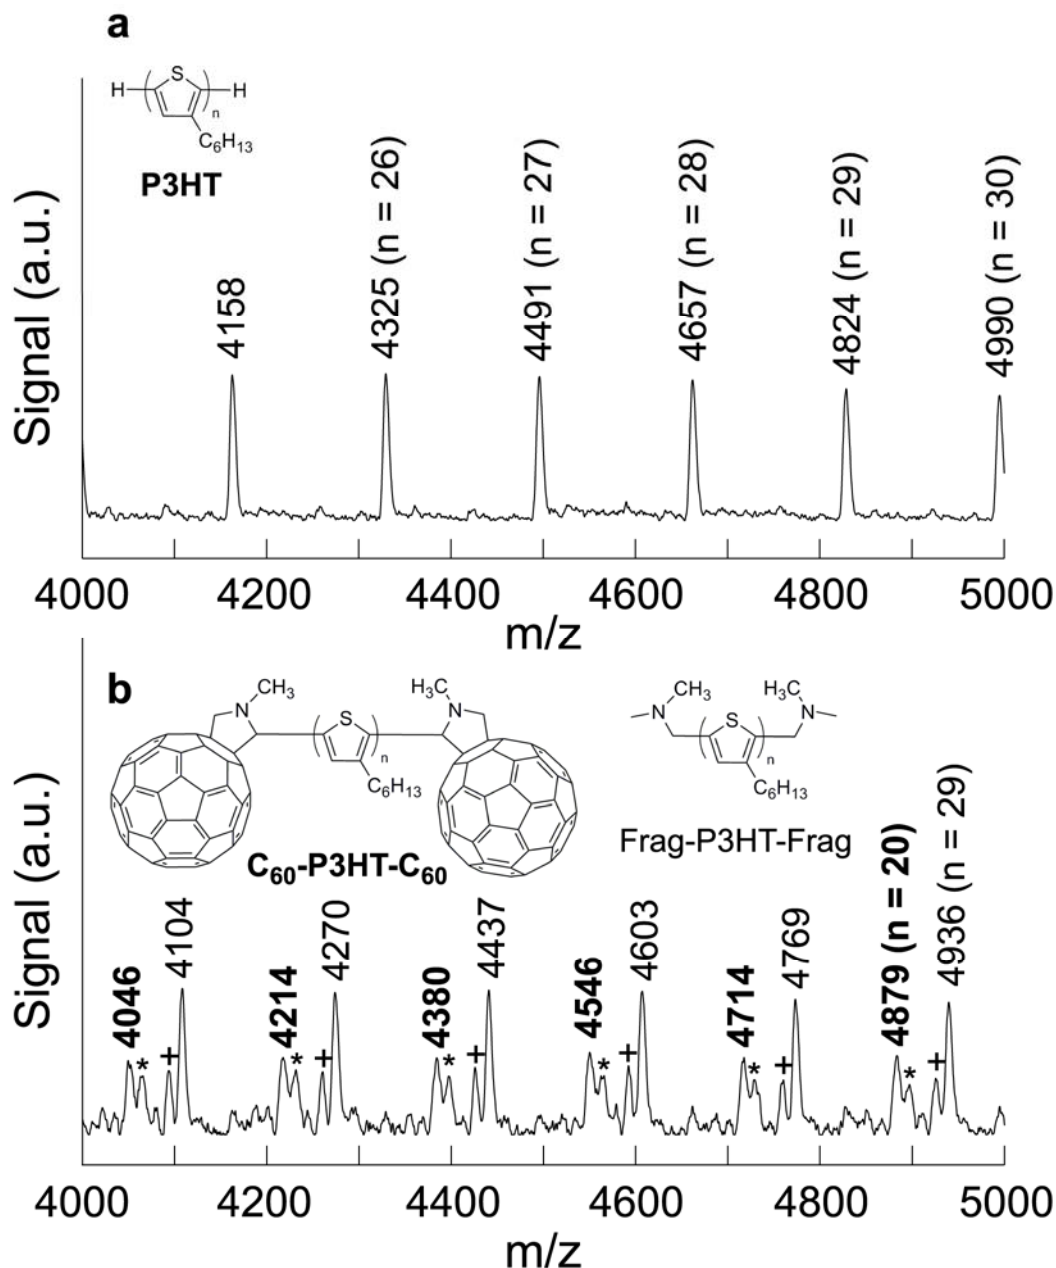 a
H
S
H
n
C6H13
P3HT
4158
4325 (n = 26)
4491 (n = 27)
4657 (n = 28)
4824 (n = 29)
4990 (n = 30)
Signal (a.u.)
4000 4200 4400 4600 4800 5000
m/z
b
CH3
N
S
n
C6H13
H3C
N
C60-P3HT-C60
CH3
N
S
n
C6H13
H3C
N
Frag-P3HT-Frag
4046
*
+
4104
4214
*
+
4270
4380
*
+
4437
4546
*
+
4603
4714
*
+
4769
4879 (n = 20)
*
+
4936 (n = 29)
Signal (a.u.)
4000 4200 4400 4600 4800 5000
m/z